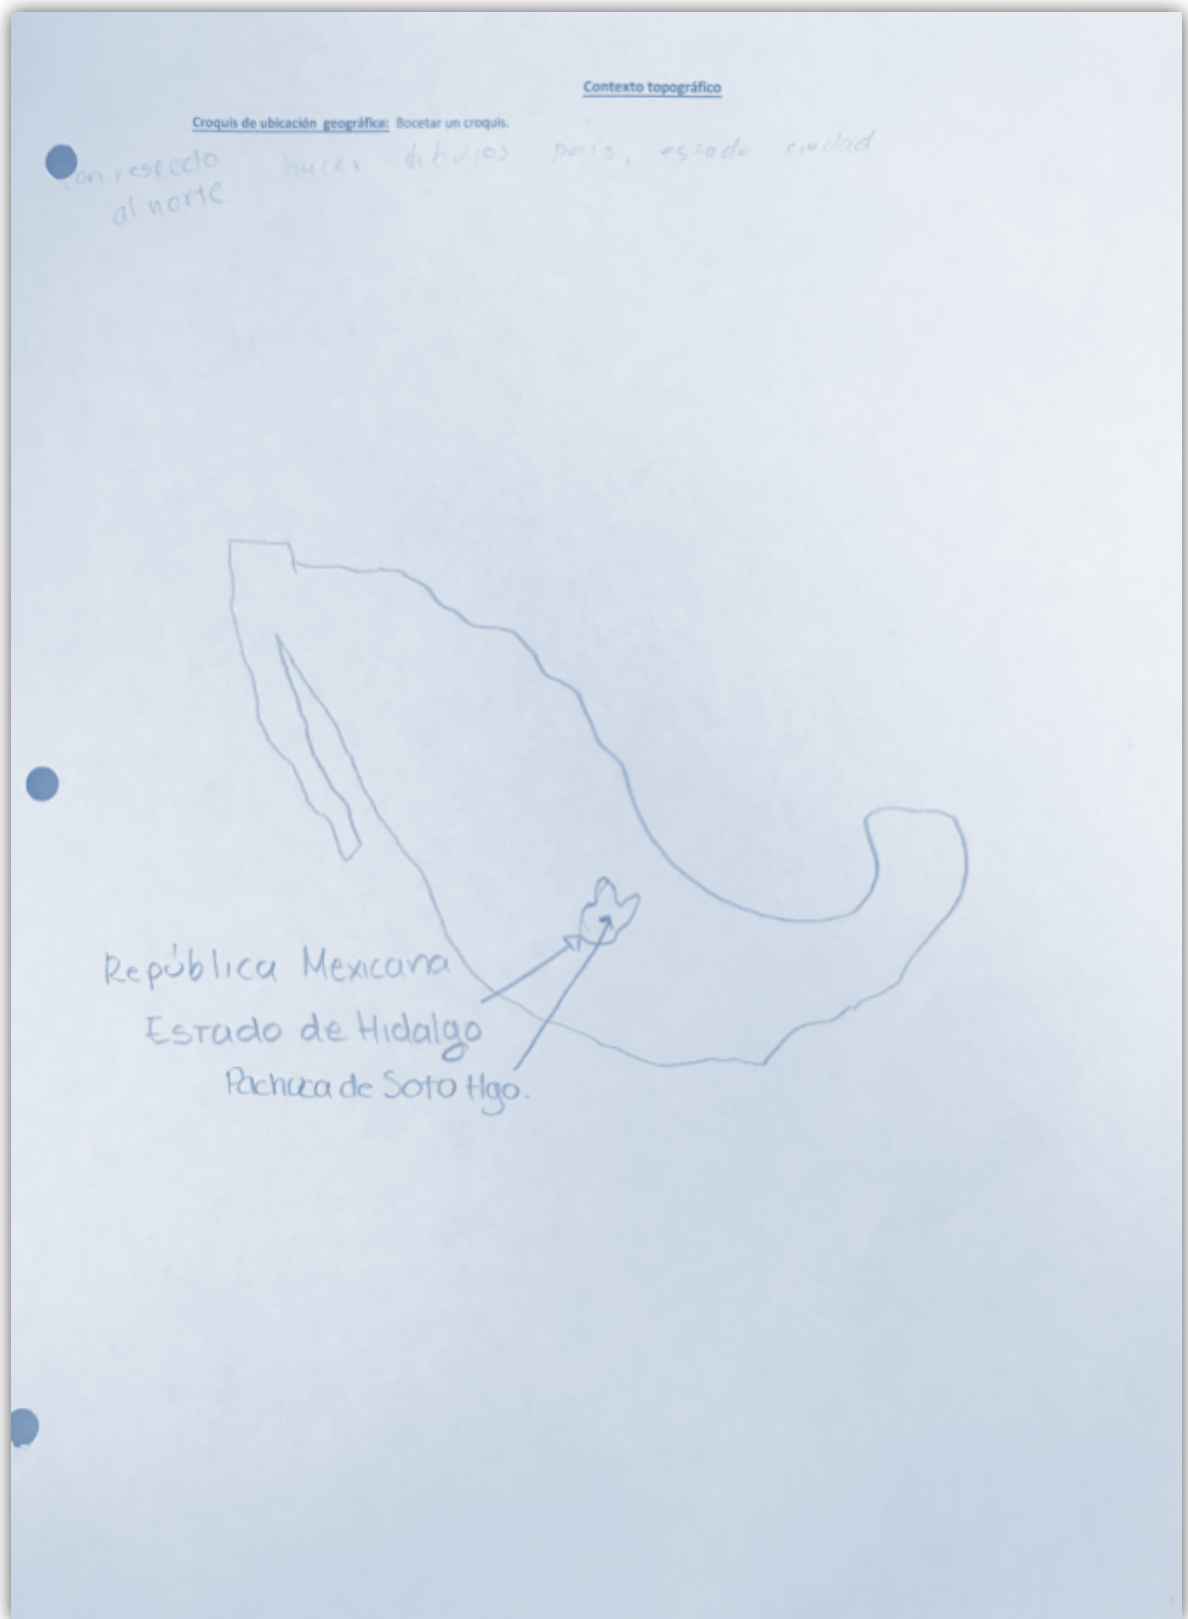 Contexto topográfico
Croquis de ubicación geográfica: Bocetar un croquis.
con respecto hacer dibujos país, estado ciudad
al norte
República Mexicana
Estado de Hidalgo
Pachuca de Soto Hgo.